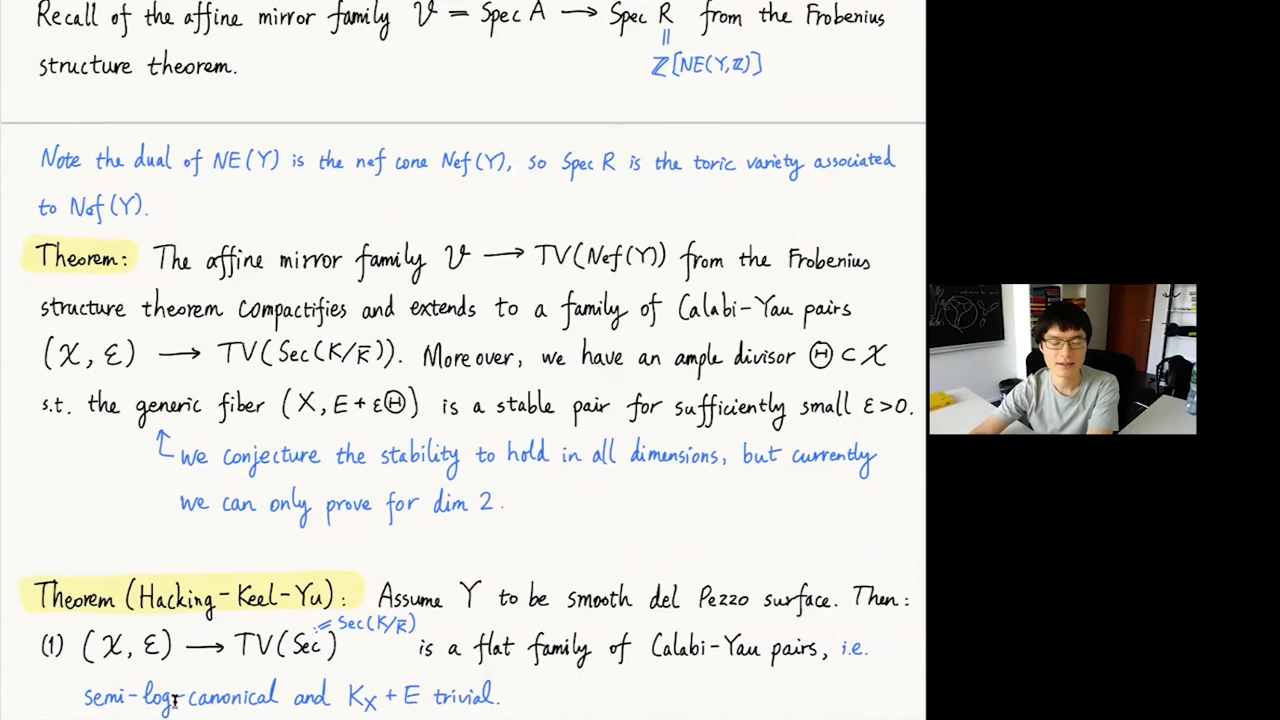 Recall of the affine mirror family 𝒱 = Spec A ⟶ Spec R from the Frobenius
=
structure theorem. ℤ[NE(Y,ℤ)]
Note the dual of NE(Y) is the nef cone Nef(Y), so Spec R is the toric variety associated
to Nef(Y).
Theorem: The affine mirror family 𝒱 ⟶ TV(Nef(Y)) from the Frobenius
structure theorem compactifies and extends to a family of Calabi-Yau pairs
(𝒳, ℰ) ⟶ TV(Sec(K/k̄)). Moreover, we have an ample divisor Θ ⊂ 𝒳
s.t. the generic fiber (X, E + εΘ) is a stable pair for sufficiently small ε>0.
we conjecture the stability to hold in all dimensions, but currently
we can only prove for dim 2.
Theorem (Hacking-Keel-Yu): Assume Y to be smooth del Pezzo surface. Then:
:= Sec(K/k̄)
(1) (𝒳, ℰ) ⟶ TV(Sec) is a flat family of Calabi-Yau pairs, i.e.
semi-log-canonical and K_X + E trivial.